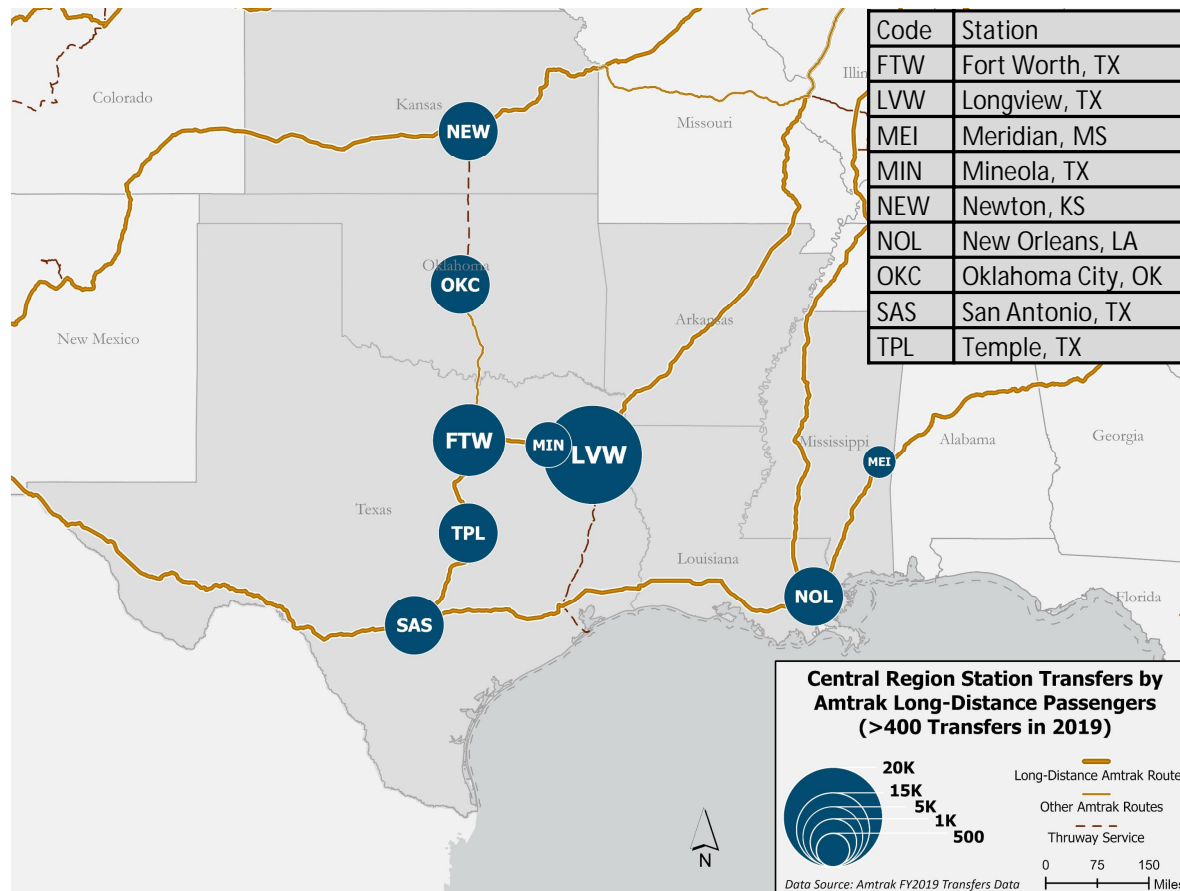 Code Station
FTW Fort Worth, TX
LVW Longview, TX
MEI Meridian, MS
MIN Mineola, TX
NEW Newton, KS
NOL New Orleans, LA
OKC Oklahoma City, OK
SAS San Antonio, TX
TPL Temple, TX
Colorado
Kansas
Missouri
Illin
NEW
Oklahoma
OKC
New Mexico
Arkansas
FTW
MIN
LVW
Mississippi
MEI
Alabama
Georgia
Texas
TPL
Louisiana
NOL
Florida
SAS
Central Region Station Transfers by
Amtrak Long-Distance Passengers
(>400 Transfers in 2019)
20K
15K
5K
1K
500
Long-Distance Amtrak Route
Other Amtrak Routes
Thruway Service
N
0 75 150
Miles
Data Source: Amtrak FY2019 Transfers Data